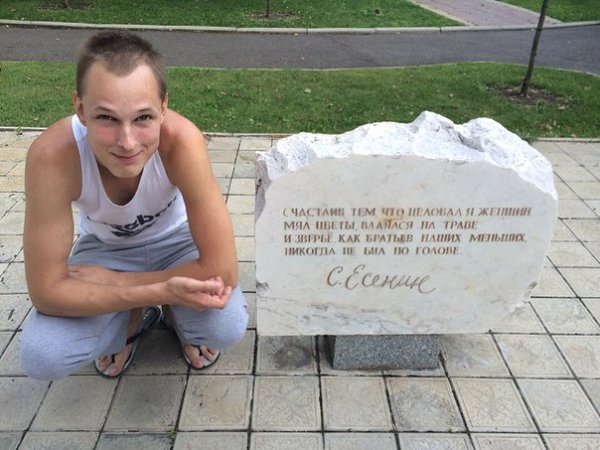 СЧАСТЛИВ ТЕМ, ЧТО ЦЕЛОВАЛ Я ЖЕНЩИН,
МЯЛ ЦВЕТЫ, ВАЛЯЛСЯ НА ТРАВЕ
И ЗВЕРЬЁ, КАК БРАТЬЕВ НАШИХ МЕНЬШИХ,
НИКОГДА НЕ БИЛ ПО ГОЛОВЕ.
С. Есенин
Reebok